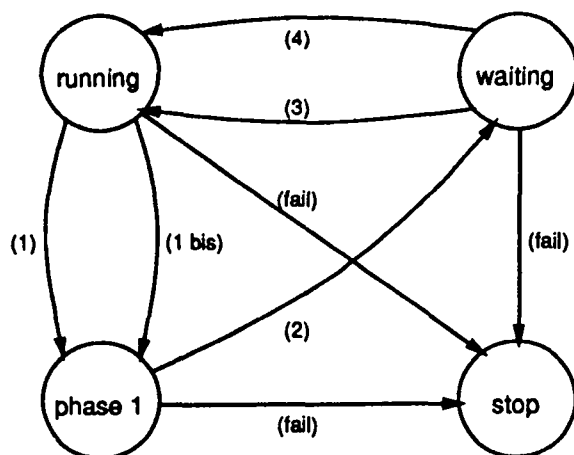 (4)
running
waiting
(3)
(fail)
(1)
(1 bis)
(fail)
(2)
phase 1
stop
(fail)